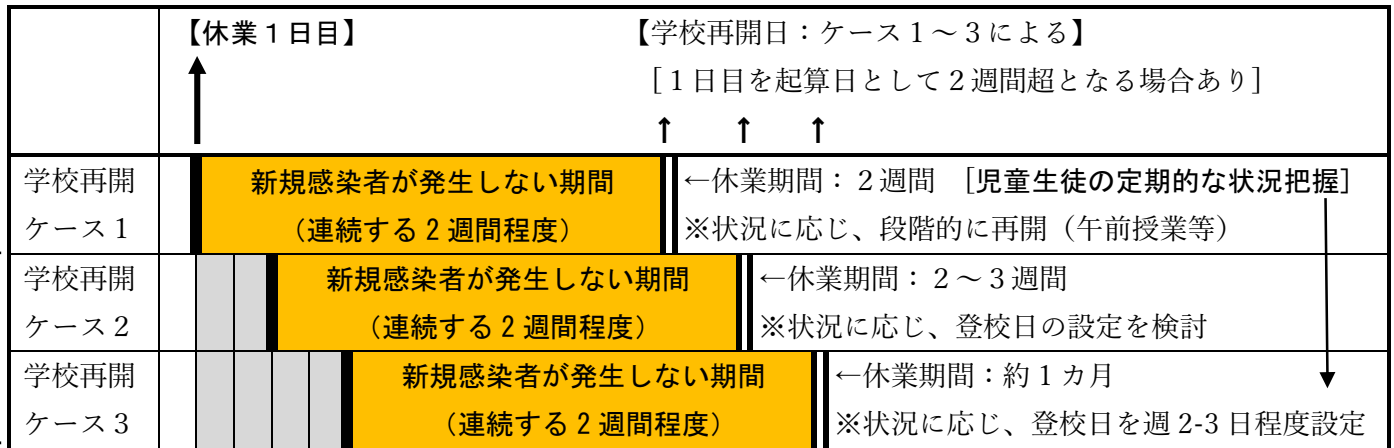 【休業１日目】
【学校再開日：ケース１～３による】
［１日目を起算日として２週間超となる場合あり］
↑ ↑ ↑
学校再開
ケース１
新規感染者が発生しない期間
（連続する２週間程度）
←休業期間：２週間　［児童生徒の定期的な状況把握］
※状況に応じ、段階的に再開（午前授業等）
学校再開
ケース２
新規感染者が発生しない期間
（連続する２週間程度）
←休業期間：２～３週間
※状況に応じ、登校日の設定を検討
学校再開
ケース３
新規感染者が発生しない期間
（連続する２週間程度）
←休業期間：約１カ月
※状況に応じ、登校日を週 2-3 日程度設定